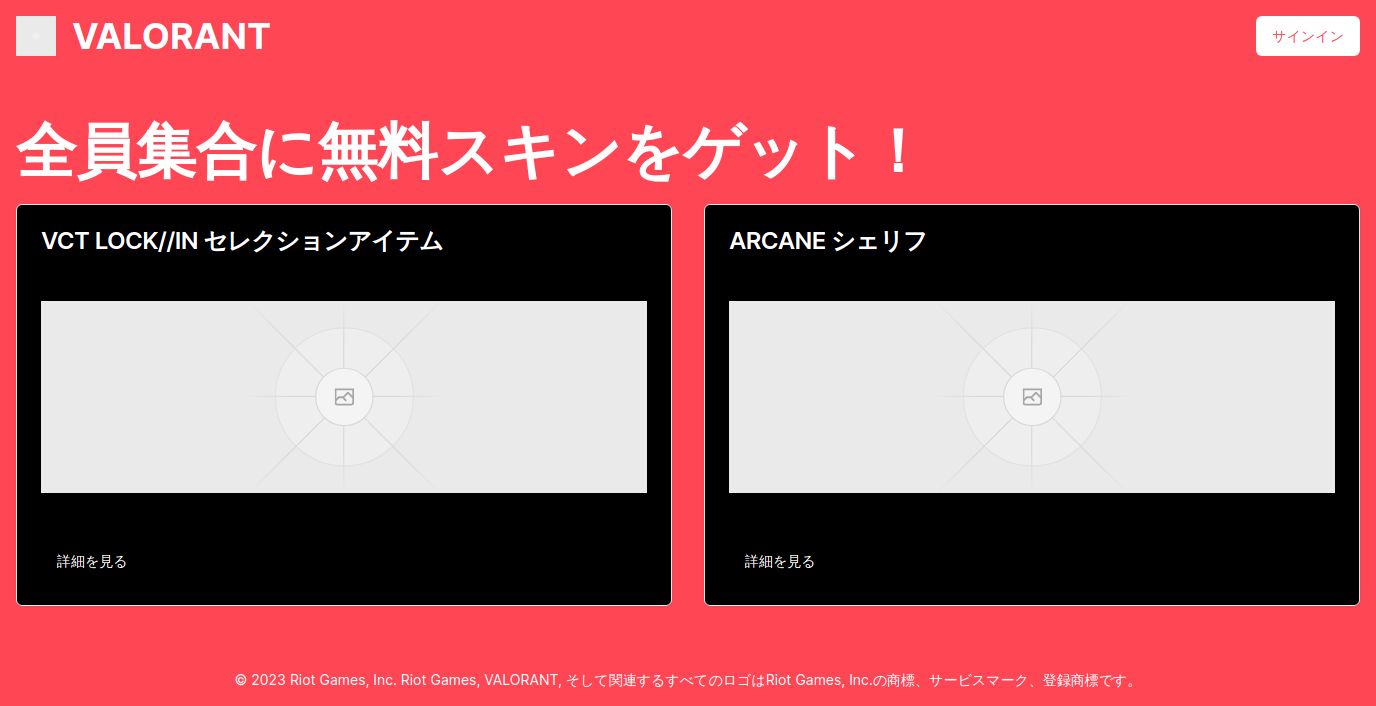 VALORANT
サインイン
全員集合に無料スキンをゲット！
VCT LOCK//IN セレクションアイテム
ARCANE シェリフ
詳細を見る
詳細を見る
© 2023 Riot Games, Inc. Riot Games, VALORANT, そして関連するすべてのロゴはRiot Games, Inc.の商標、サービスマーク、登録商標です。